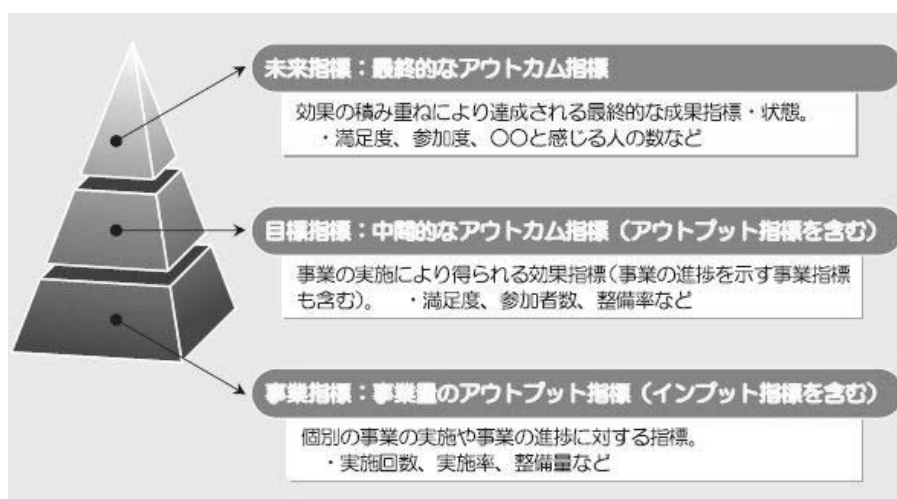 未来指標：最終的なアウトカム指標
効果の積み重ねにより達成される最終的な成果指標・状態。
・満足度、参加度、〇〇と感じる人の数など
目標指標：中間的なアウトカム指標（アウトプット指標を含む）
事業の実施により得られる効果指標（事業の進捗を示す事業指標
も含む）。　・満足度、参加者数、整備率など
事業指標：事業量のアウトプット指標（インプット指標を含む）
個別の事業の実施や事業の進捗に対する指標。
・実施回数、実施率、整備量など